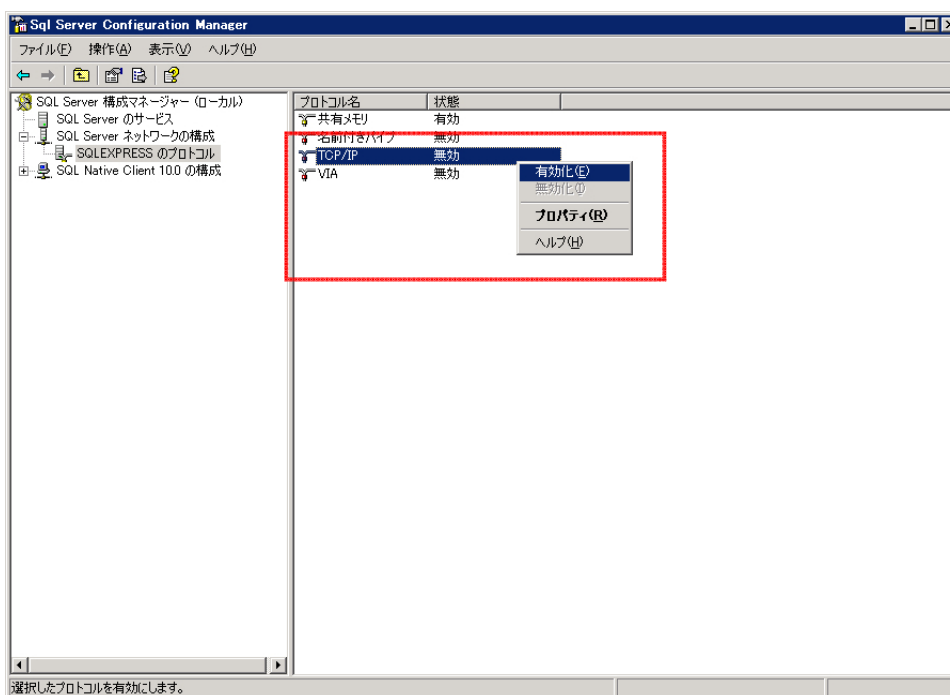 Sql Server Configuration Manager
ファイル(F) 操作(A) 表示(V) ヘルプ(H)
SQL Server 構成マネージャー (ローカル)
SQL Server のサービス
SQL Server ネットワークの構成
SQLEXPRESS のプロトコル
SQL Native Client 10.0 の構成
プロトコル名 状態
共有メモリ 有効
名前付きパイプ 無効
TCP/IP 無効
VIA 無効
有効化(E)
無効化(I)
プロパティ(R)
ヘルプ(H)
選択したプロトコルを有効にします。